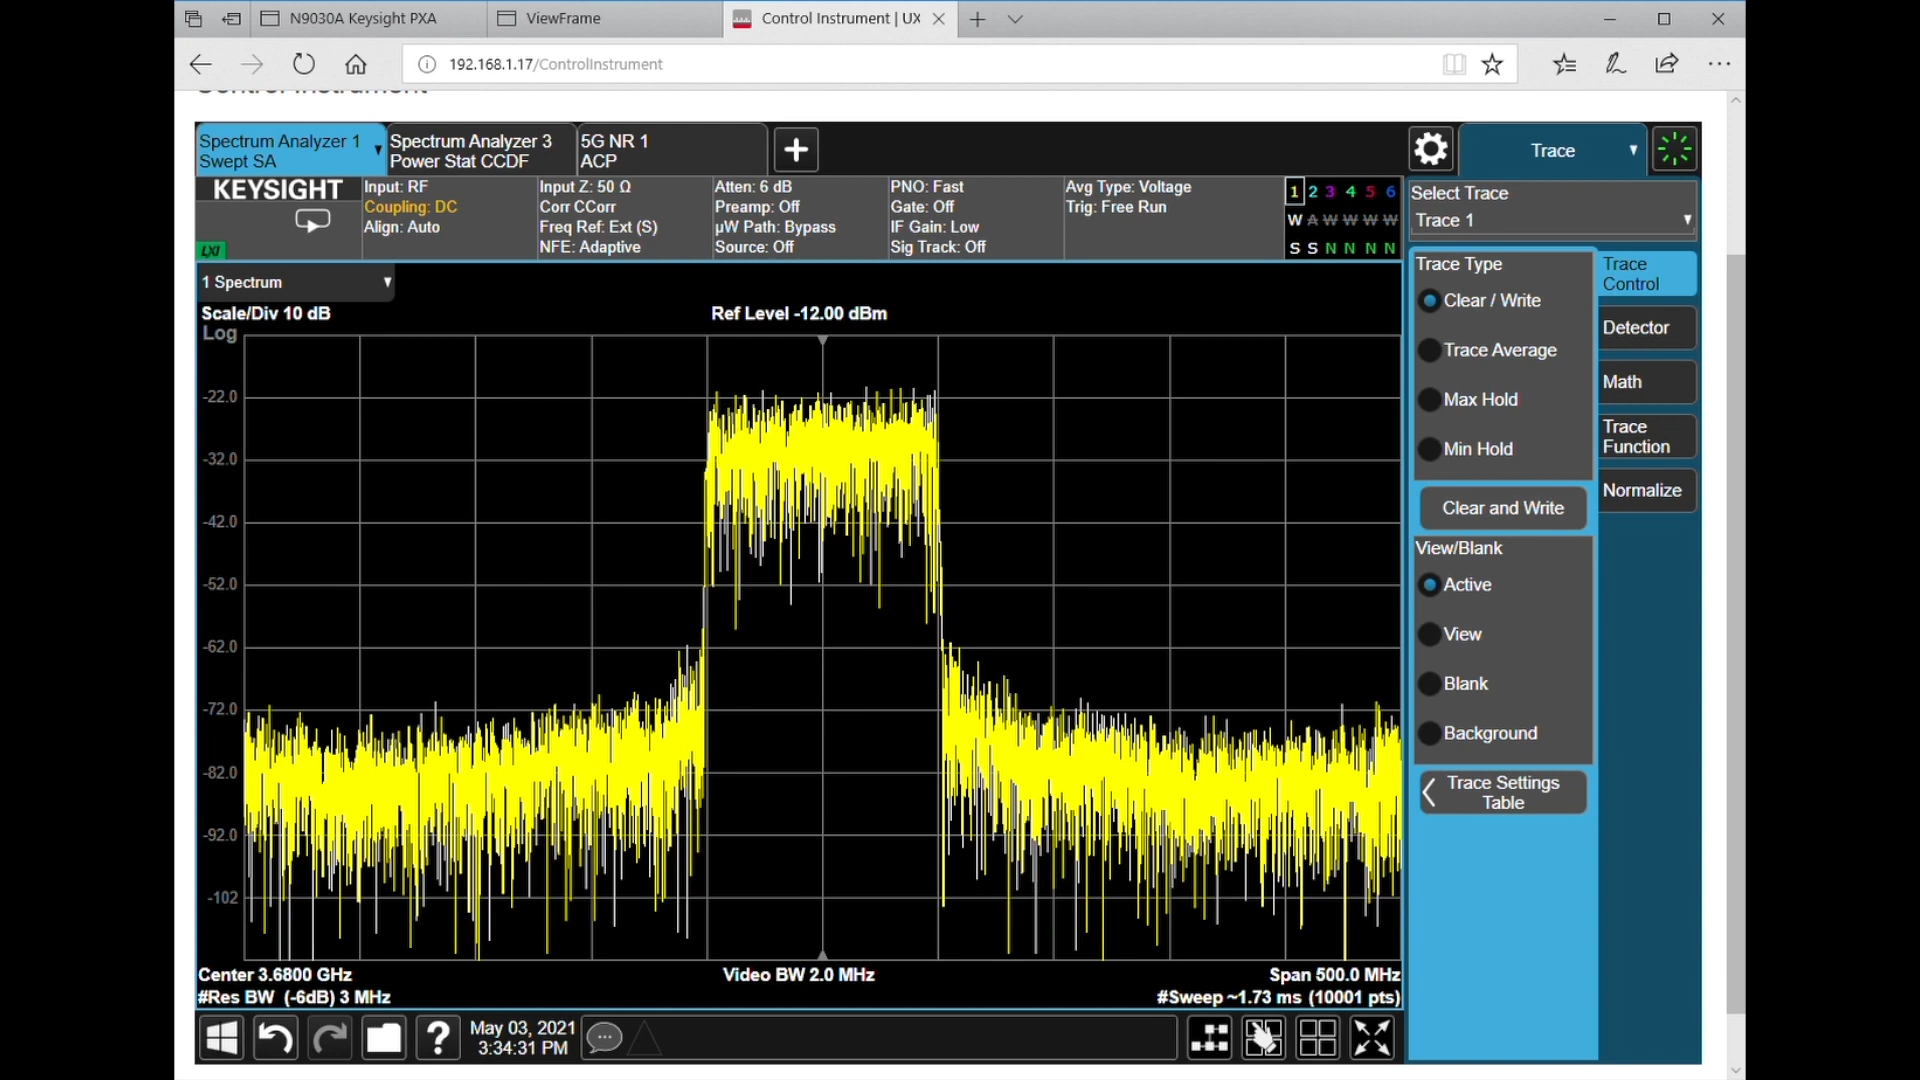 N9030A Keysight PXA
ViewFrame
Control Instrument | UX
192.168.1.17/ControlInstrument
Control Instrument
Spectrum Analyzer 1
Swept SA
Spectrum Analyzer 3
Power Stat CCDF
5G NR 1
ACP
Trace
KEYSIGHT
LXI
Input: RF
Coupling: DC
Align: Auto
Input Z: 50 Ω
Corr CCorr
Freq Ref: Ext (S)
NFE: Adaptive
Atten: 6 dB
Preamp: Off
µW Path: Bypass
Source: Off
PNO: Fast
Gate: Off
IF Gain: Low
Sig Track: Off
Avg Type: Voltage
Trig: Free Run
1 2 3 4 5 6
W A W W W W
S S N N N N
Select Trace
Trace 1
1 Spectrum
Scale/Div 10 dB
Ref Level -12.00 dBm
Log
-22.0
-32.0
-42.0
-52.0
-62.0
-72.0
-82.0
-92.0
-102
Center 3.6800 GHz
Video BW 2.0 MHz
Span 500.0 MHz
#Res BW (-6dB) 3 MHz
#Sweep ~1.73 ms (10001 pts)
Trace Type
Clear / Write
Trace Average
Max Hold
Min Hold
Clear and Write
View/Blank
Active
View
Blank
Background
Trace Settings
Table
Trace
Control
Detector
Math
Trace
Function
Normalize
?
May 03, 2021
3:34:31 PM